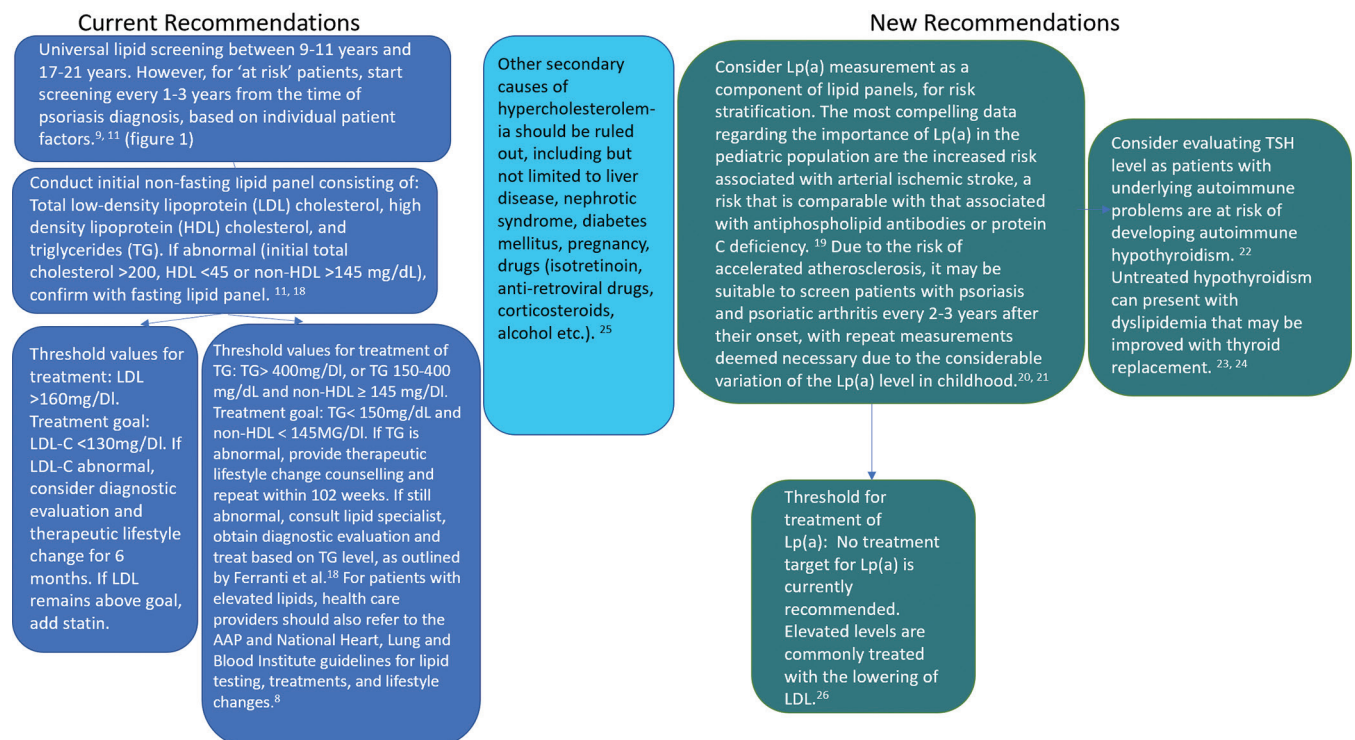 Current Recommendations
Universal lipid screening between 9-11 years and
17-21 years. However, for ‘at risk’ patients, start
screening every 1-3 years from the time of
psoriasis diagnosis, based on individual patient
factors.9, 11 (figure 1)
Conduct initial non-fasting lipid panel consisting of:
Total low-density lipoprotein (LDL) cholesterol, high
density lipoprotein (HDL) cholesterol, and
triglycerides (TG). If abnormal (initial total
cholesterol >200, HDL <45 or non-HDL >145 mg/dL),
confirm with fasting lipid panel. 11, 18
Threshold values for
treatment: LDL
>160mg/Dl.
Treatment goal:
LDL-C <130mg/Dl. If
LDL-C abnormal,
consider diagnostic
evaluation and
therapeutic lifestyle
change for 6
months. If LDL
remains above goal,
add statin.
Threshold values for treatment of
TG: TG> 400mg/Dl, or TG 150-400
mg/dL and non-HDL ≥ 145 mg/Dl.
Treatment goal: TG< 150mg/dL and
non-HDL < 145MG/Dl. If TG is
abnormal, provide therapeutic
lifestyle change counselling and
repeat within 102 weeks. If still
abnormal, consult lipid specialist,
obtain diagnostic evaluation and
treat based on TG level, as outlined
by Ferranti et al.18 For patients with
elevated lipids, health care
providers should also refer to the
AAP and National Heart, Lung and
Blood Institute guidelines for lipid
testing, treatments, and lifestyle
changes.8
Other secondary
causes of
hypercholesterolem-
ia should be ruled
out, including but
not limited to liver
disease, nephrotic
syndrome, diabetes
mellitus, pregnancy,
drugs (isotretinoin,
anti-retroviral drugs,
corticosteroids,
alcohol etc.). 25
New Recommendations
Consider Lp(a) measurement as a
component of lipid panels, for risk
stratification. The most compelling data
regarding the importance of Lp(a) in the
pediatric population are the increased risk
associated with arterial ischemic stroke, a
risk that is comparable with that associated
with antiphospholipid antibodies or protein
C deficiency. 19 Due to the risk of
accelerated atherosclerosis, it may be
suitable to screen patients with psoriasis
and psoriatic arthritis every 2-3 years after
their onset, with repeat measurements
deemed necessary due to the considerable
variation of the Lp(a) level in childhood.20, 21
Consider evaluating TSH
level as patients with
underlying autoimmune
problems are at risk of
developing autoimmune
hypothyroidism. 22
Untreated hypothyroidism
can present with
dyslipidemia that may be
improved with thyroid
replacement. 23, 24
Threshold for
treatment of
Lp(a): No treatment
target for Lp(a) is
currently
recommended.
Elevated levels are
commonly treated
with the lowering of
LDL.26